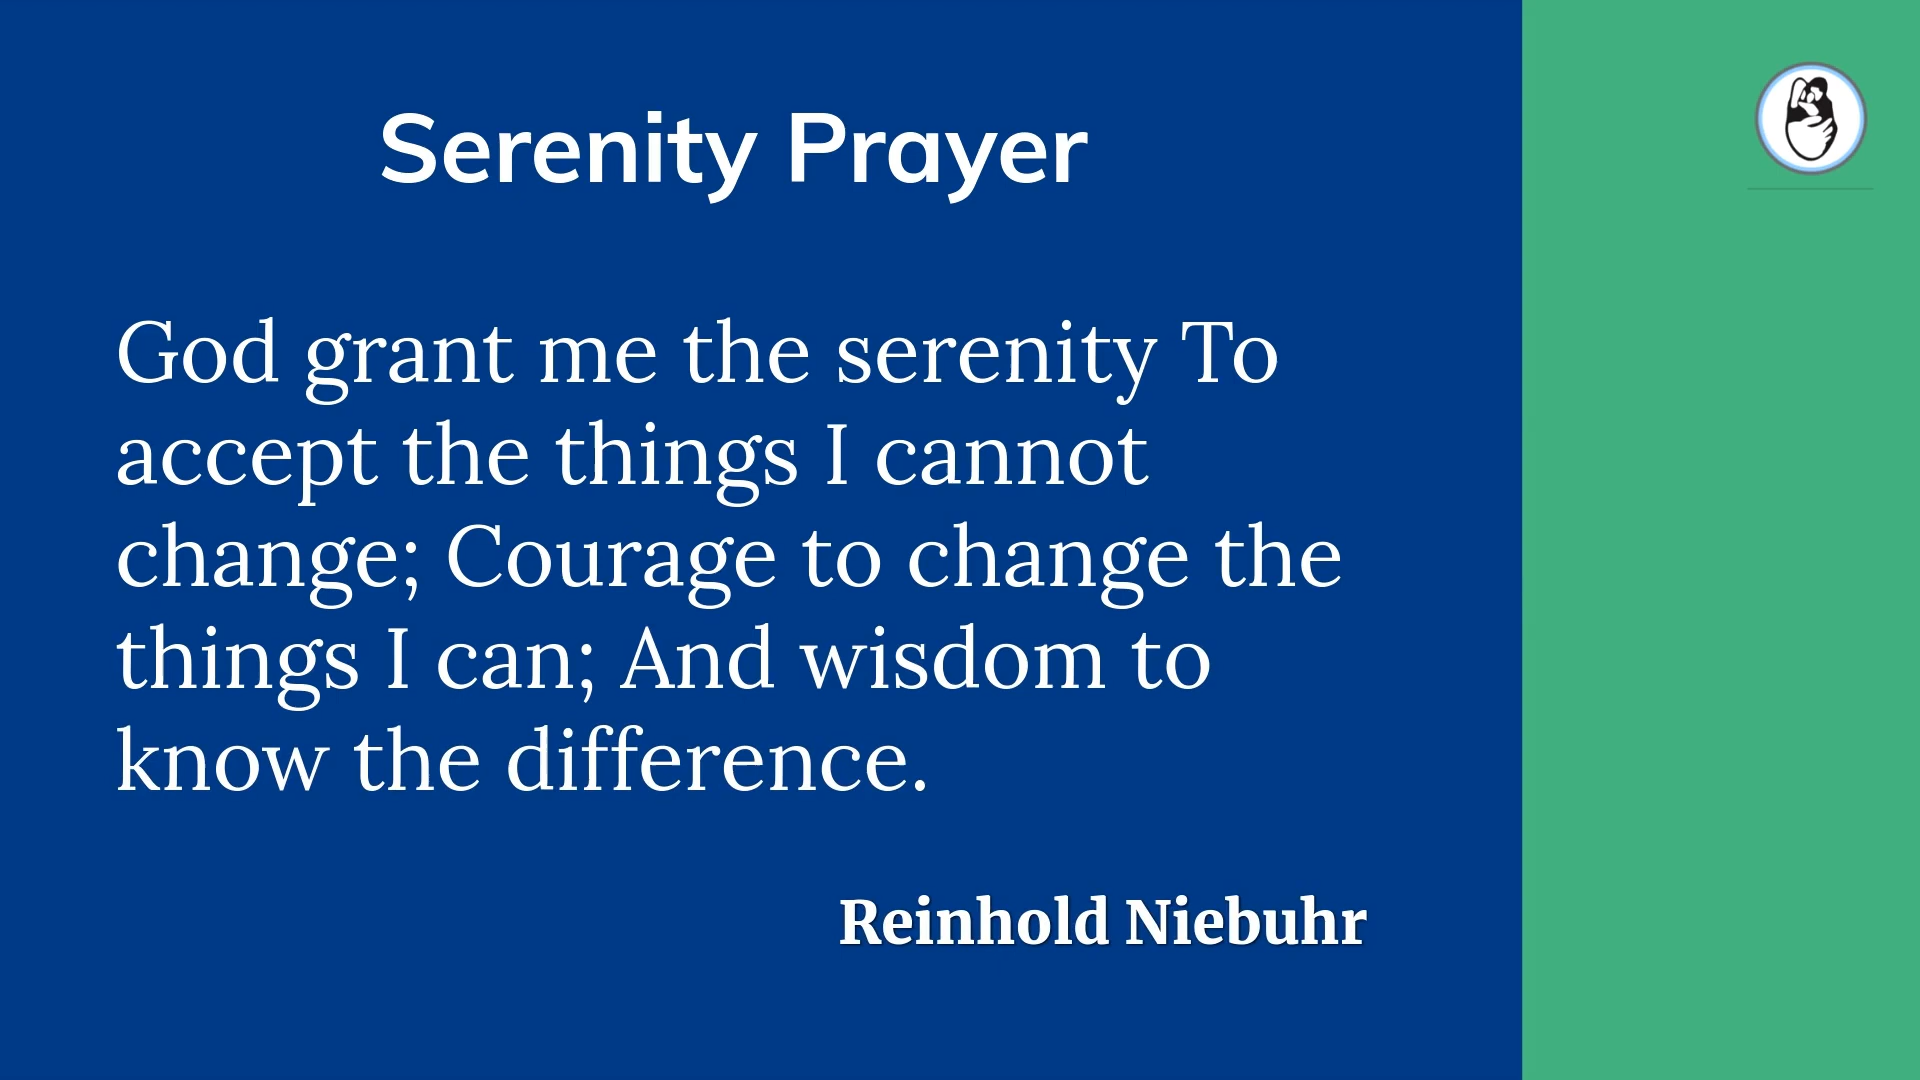 Serenity Prayer
God grant me the serenity To
accept the things I cannot
change; Courage to change the
things I can; And wisdom to
know the difference.
Reinhold Niebuhr